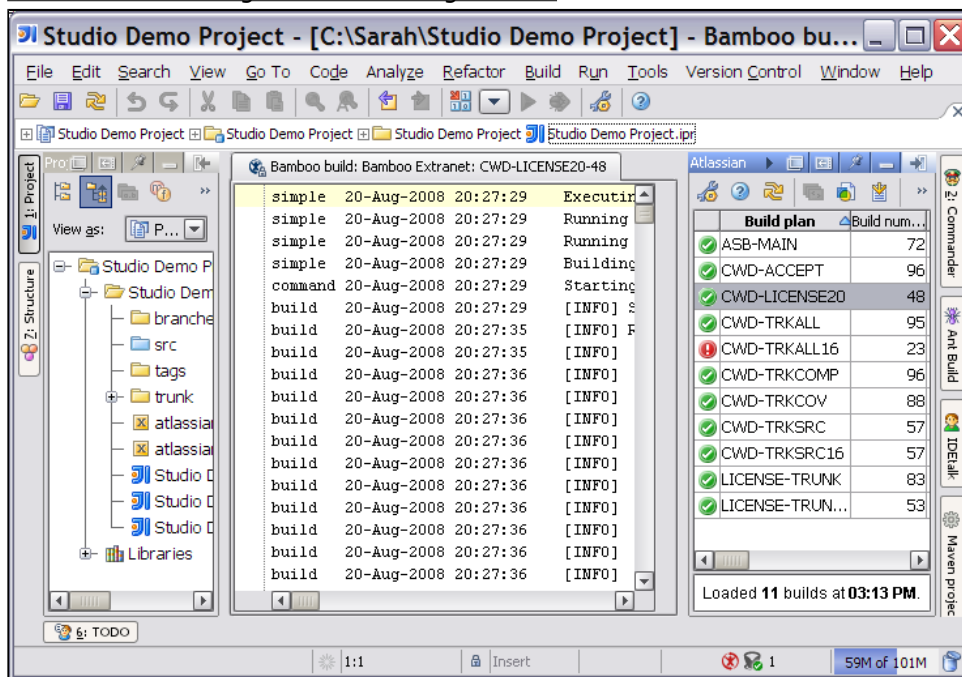 Studio Demo Project - [C:\Sarah\Studio Demo Project] - Bamboo bu...
File Edit Search View Go To Code Analyze Refactor Build Run Tools Version Control Window Help
Studio Demo Project Studio Demo Project Studio Demo Project Studio Demo Project.ipr
1: Project
Z: Structure
View as: P...
Studio Demo P
Studio Dem
branche
src
tags
trunk
atlassian
atlassian
Studio D
Studio D
Studio D
Libraries
Bamboo build: Bamboo Extranet: CWD-LICENSE20-48
simple 20-Aug-2008 20:27:29 Executin
simple 20-Aug-2008 20:27:29 Running
simple 20-Aug-2008 20:27:29 Running
simple 20-Aug-2008 20:27:29 Building
command 20-Aug-2008 20:27:29 Starting
build 20-Aug-2008 20:27:29 [INFO] S
build 20-Aug-2008 20:27:35 [INFO] R
build 20-Aug-2008 20:27:35 [INFO]
build 20-Aug-2008 20:27:36 [INFO]
build 20-Aug-2008 20:27:36 [INFO]
build 20-Aug-2008 20:27:36 [INFO]
build 20-Aug-2008 20:27:36 [INFO]
build 20-Aug-2008 20:27:36 [INFO]
build 20-Aug-2008 20:27:36 [INFO]
build 20-Aug-2008 20:27:36 [INFO]
build 20-Aug-2008 20:27:36 [INFO]
build 20-Aug-2008 20:27:36 [INFO]
build 20-Aug-2008 20:27:36 [INFO]
Atlassian
Build plan Build num...
ASB-MAIN 72
CWD-ACCEPT 96
CWD-LICENSE20 48
CWD-TRKALL 95
CWD-TRKALL16 23
CWD-TRKCOMP 96
CWD-TRKCOV 88
CWD-TRKSRC 57
CWD-TRKSRC16 57
LICENSE-TRUNK 83
LICENSE-TRUN... 53
Loaded 11 builds at 03:13 PM.
2: Commander
Ant Build
IDEtalk
Maven projec
6: TODO
1:1 Insert 1 59M of 101M